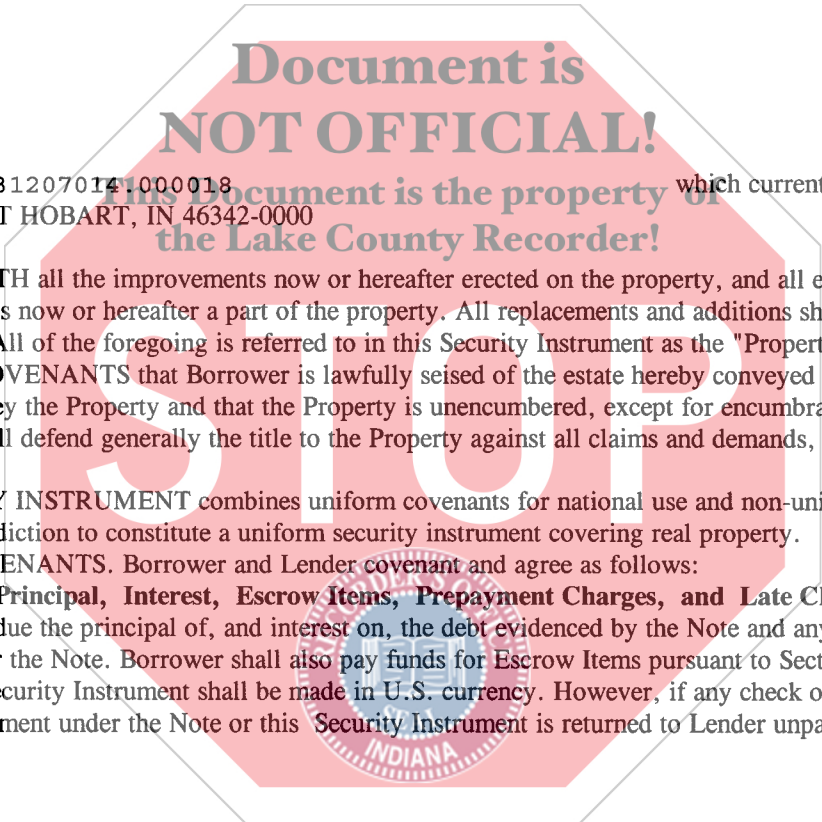 Document is
NOT OFFICIAL!
31207014.000018 which current
This Document is the property of
T HOBART, IN 46342-0000
the Lake County Recorder!
TH all the improvements now or hereafter erected on the property, and all e
s now or hereafter a part of the property. All replacements and additions sh
All of the foregoing is referred to in this Security Instrument as the "Propert
OVENANTS that Borrower is lawfully seised of the estate hereby conveyed
ey the Property and that the Property is unencumbered, except for encumbra
ll defend generally the title to the Property against all claims and demands,
STOP
Y INSTRUMENT combines uniform covenants for national use and non-uni
diction to constitute a uniform security instrument covering real property.
ENANTS. Borrower and Lender covenant and agree as follows:
Principal, Interest, Escrow Items, Prepayment Charges, and Late Cl
due the principal of, and interest on, the debt evidenced by the Note and any
r the Note. Borrower shall also pay funds for Escrow Items pursuant to Sect
ecurity Instrument shall be made in U.S. currency. However, if any check o
ment under the Note or this Security Instrument is returned to Lender unpa
RECORDER'S OFFICE
SEAL
INDIANA